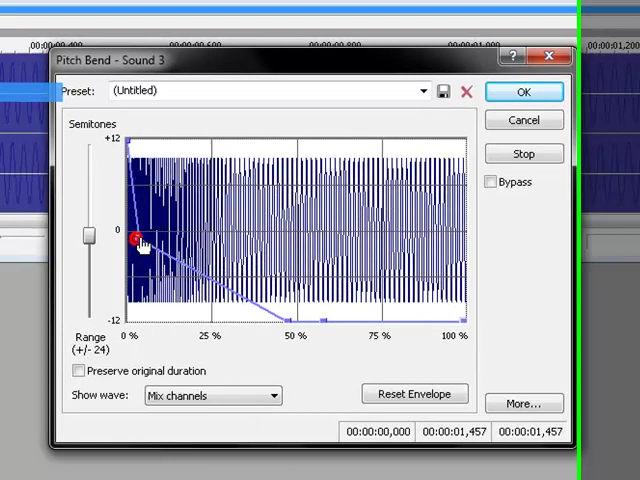 00:00:00,400 00:00:00,600 00:00:00,800 00:00:01,000 00:00:01,200
Pitch Bend - Sound 3
?
Preset: (Untitled)
OK
Semitones
Cancel
+12
Stop
Bypass
0
-12
0 % 25 % 50 % 75 % 100 %
Range
(+/- 24)
Preserve original duration
Show wave: Mix channels
Reset Envelope
More...
00:00:00,000 00:00:01,457 00:00:01,457